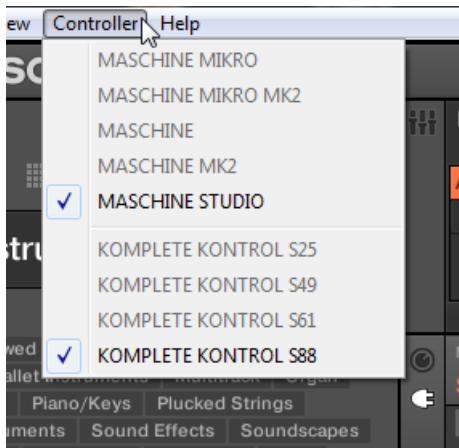 ew Controller Help
MASCHINE MIKRO
MASCHINE MIKRO MK2
MASCHINE
MASCHINE MK2
MASCHINE STUDIO
KOMPLETE KONTROL S25
KOMPLETE KONTROL S49
KOMPLETE KONTROL S61
KOMPLETE KONTROL S88
Piano/Keys Plucked Strings
uments Sound Effects Soundscapes